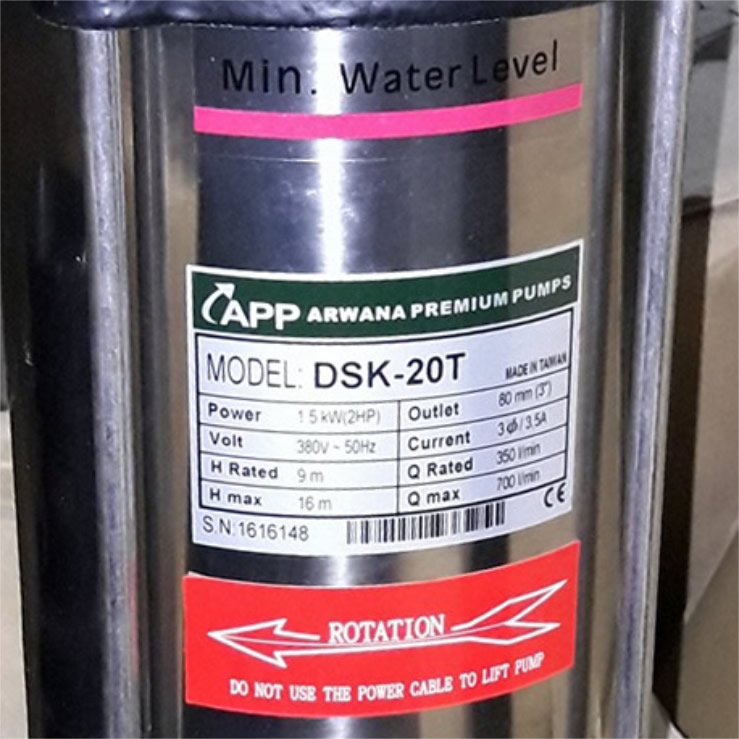 Min. Water Level
APP ARWANA PREMIUM PUMPS
MODEL: DSK-20T
MADE IN TAIWAN
Power 1.5 kW(2HP) Outlet 80 mm (3")
Volt 380V ~ 50Hz Current 3 ϕ / 3.5A
H Rated 9 m Q Rated 350 l/min
H max 16 m Q max 700 l/min
S.N:1616148 CE
ROTATION
DO NOT USE THE POWER CABLE TO LIFT PUMP